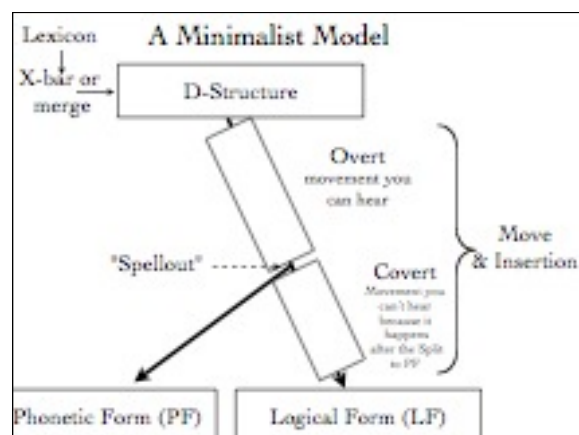 A Minimalist Model
Lexicon
X-bar or
merge
D-Structure
Overt
movement you
can hear
Move
& Insertion
"Spellout"
Covert
Movement you
can't hear
because it
happens
after the Split
to PF
Phonetic Form (PF)
Logical Form (LF)